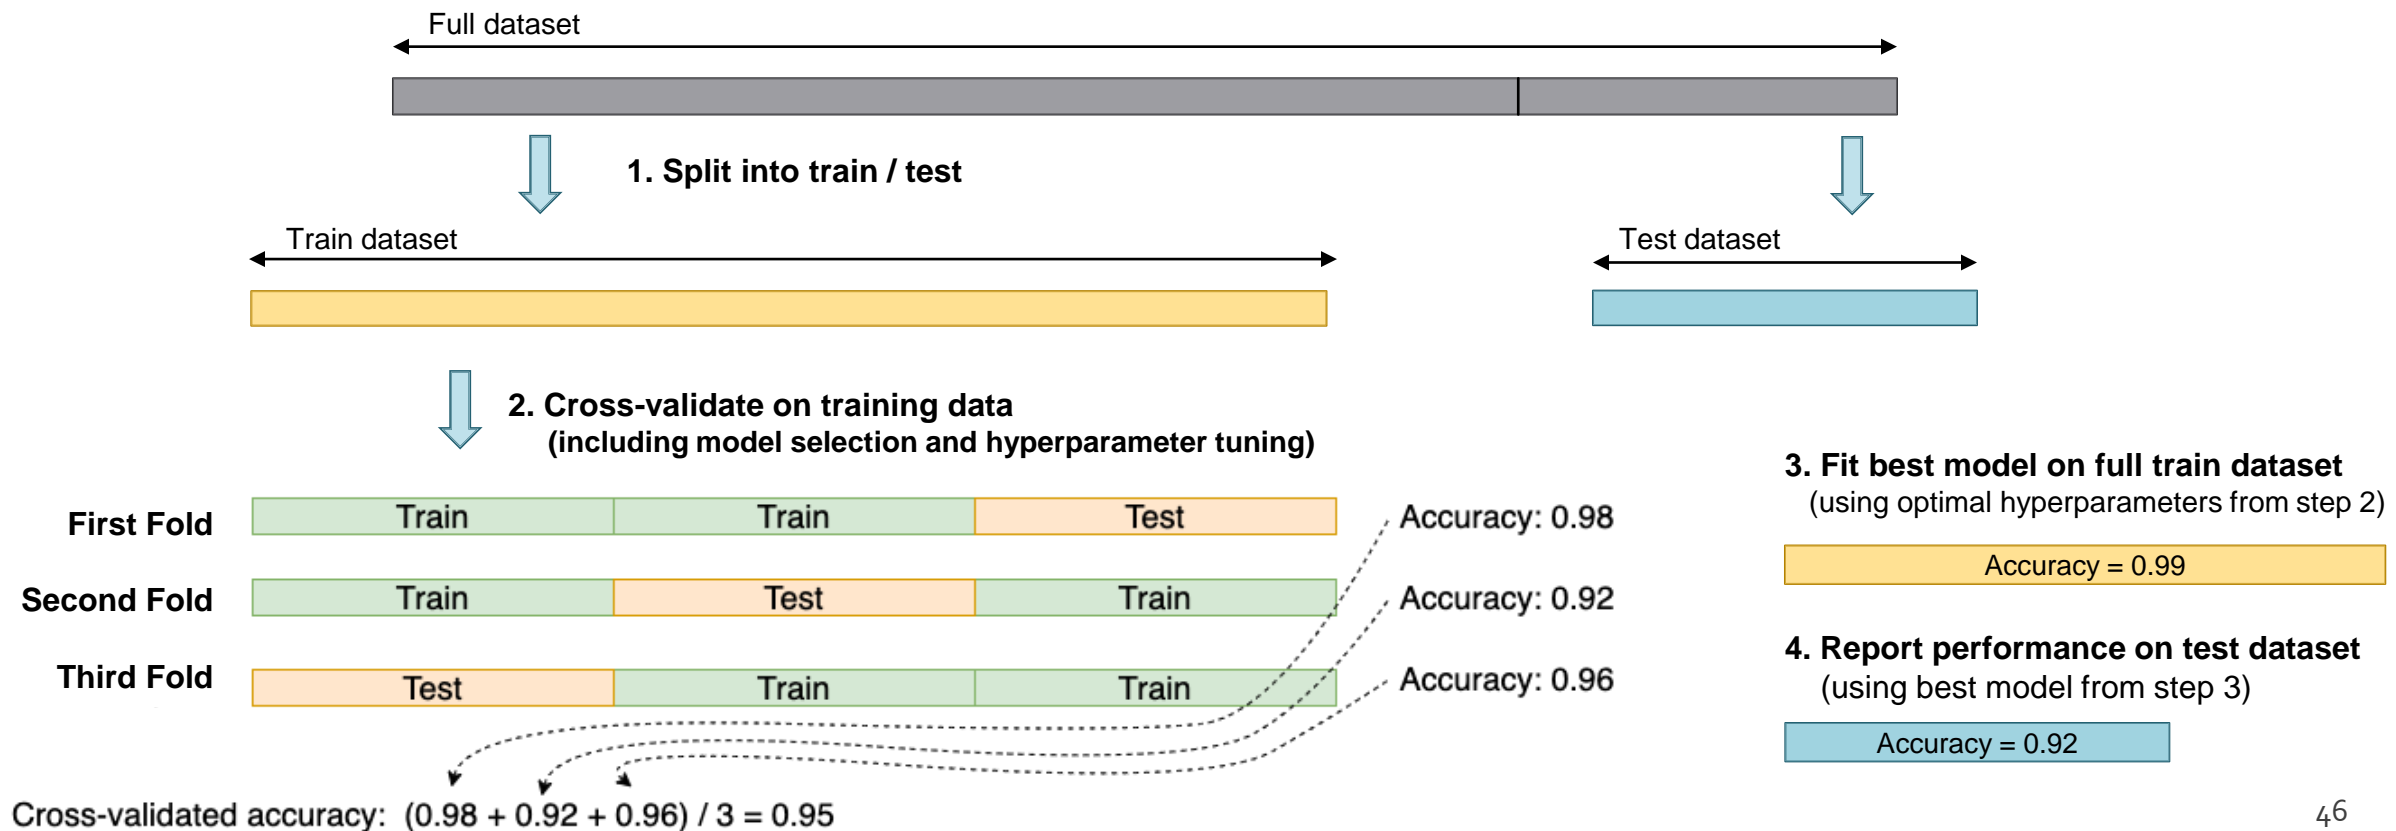 Full dataset
1. Split into train / test
Train dataset
Test dataset
2. Cross-validate on training data
(including model selection and hyperparameter tuning)
First Fold
Train Train Test
Accuracy: 0.98
Second Fold
Train Test Train
Accuracy: 0.92
Third Fold
Test Train Train
Accuracy: 0.96
Cross-validated accuracy: (0.98 + 0.92 + 0.96) / 3 = 0.95
3. Fit best model on full train dataset
(using optimal hyperparameters from step 2)
Accuracy = 0.99
4. Report performance on test dataset
(using best model from step 3)
Accuracy = 0.92
46